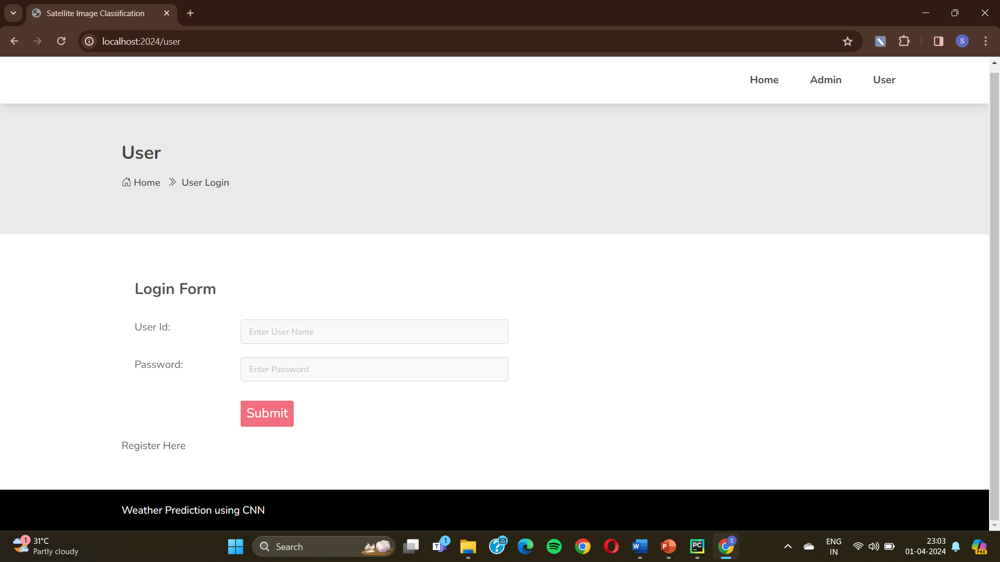 Satellite Image Classification
localhost:2024/user
S
Home Admin User
User
Home User Login
Login Form
User Id: Enter User Name
Password: Enter Password
Submit
Register Here
Weather Prediction using CNN
1 31°C
Partly cloudy
Search
T 1
?
W
P
PC
S
ENG
IN
23:03
01-04-2024
PRE